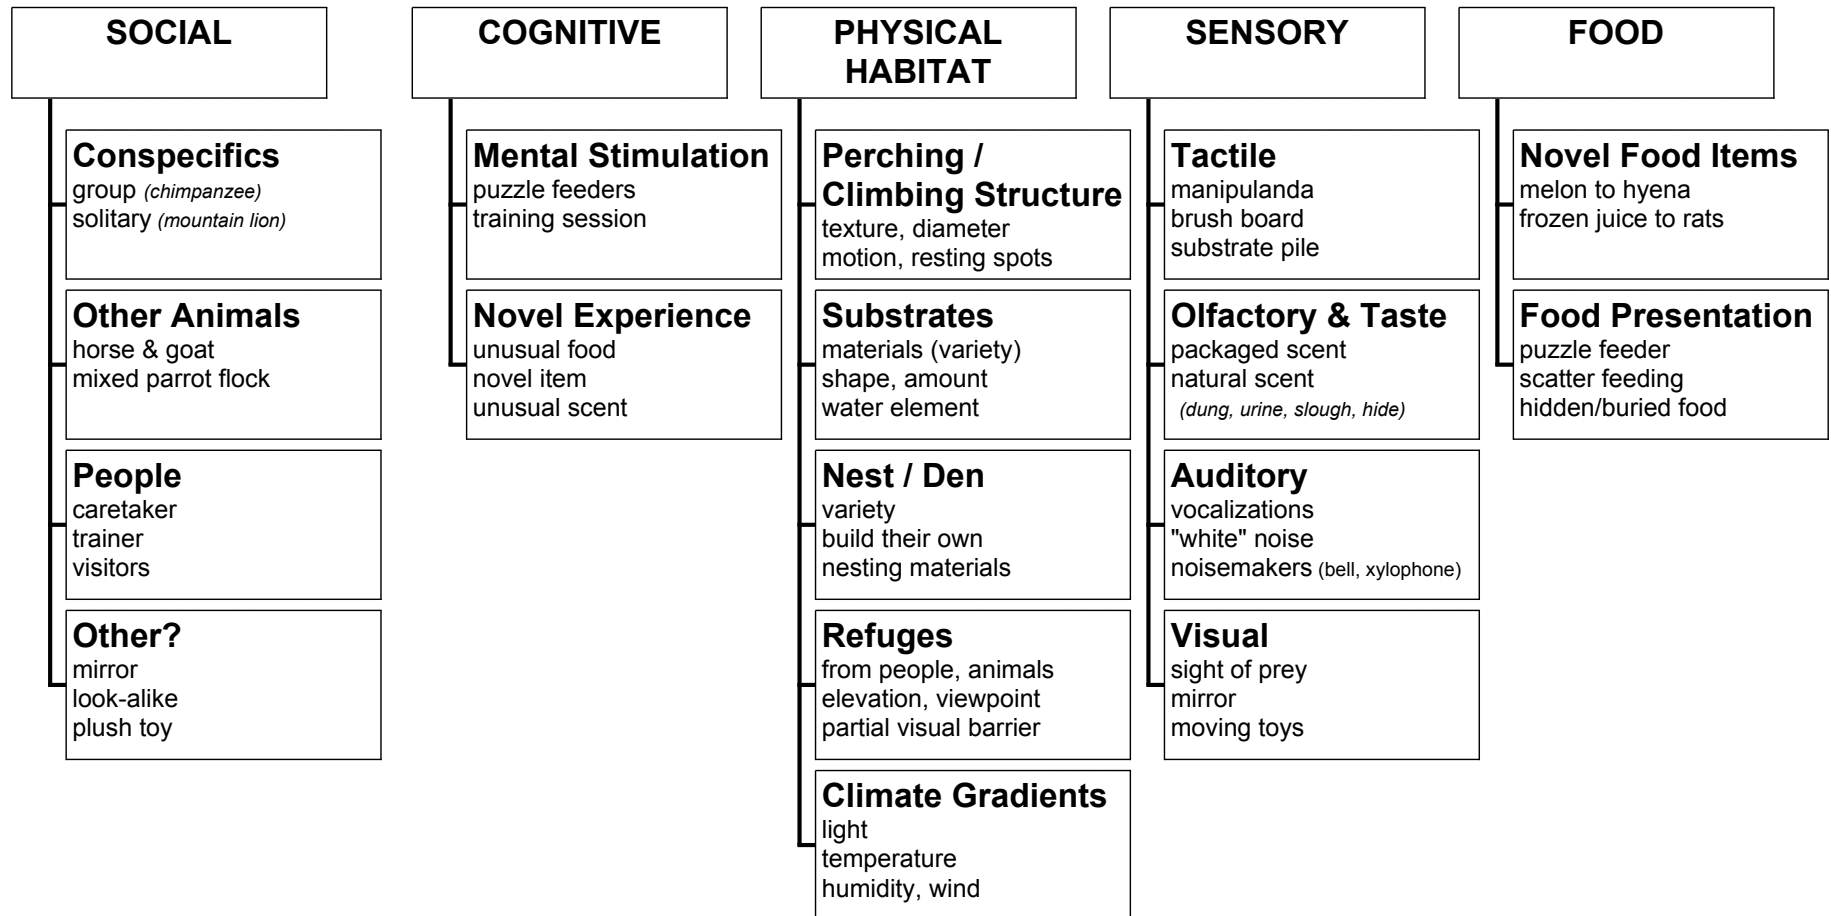 SOCIAL
Conspecifics
group (chimpanzee)
solitary (mountain lion)
Other Animals
horse & goat
mixed parrot flock
People
caretaker
trainer
visitors
Other?
mirror
look-alike
plush toy
COGNITIVE
Mental Stimulation
puzzle feeders
training session
Novel Experience
unusual food
novel item
unusual scent
PHYSICAL
HABITAT
Perching /
Climbing Structure
texture, diameter
motion, resting spots
Substrates
materials (variety)
shape, amount
water element
Nest / Den
variety
build their own
nesting materials
Refuges
from people, animals
elevation, viewpoint
partial visual barrier
Climate Gradients
light
temperature
humidity, wind
SENSORY
Tactile
manipulanda
brush board
substrate pile
Olfactory & Taste
packaged scent
natural scent
(dung, urine, slough, hide)
Auditory
vocalizations
"white" noise
noisemakers (bell, xylophone)
Visual
sight of prey
mirror
moving toys
FOOD
Novel Food Items
melon to hyena
frozen juice to rats
Food Presentation
puzzle feeder
scatter feeding
hidden/buried food